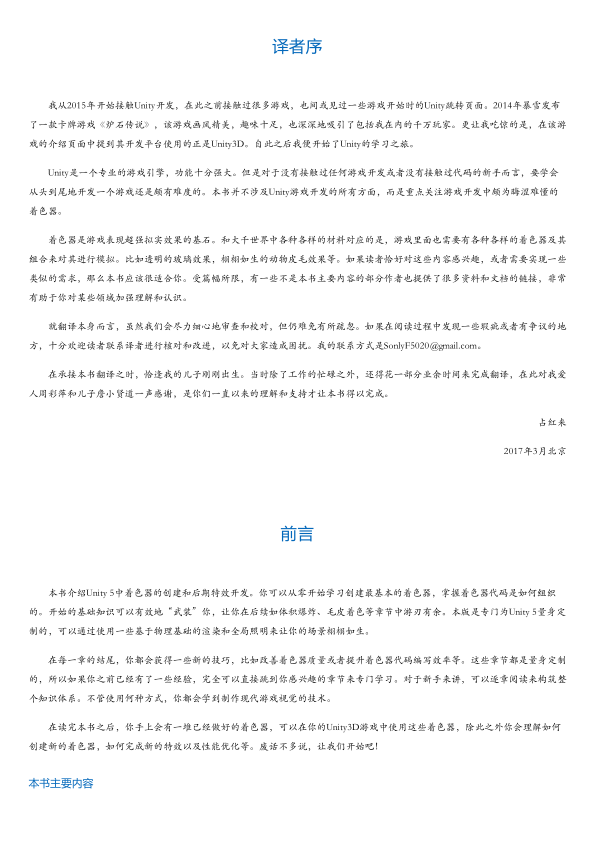 译者序
我从2015年开始接触Unity开发，在此之前接触过很多游戏，也间或见过一些游戏开始时的Unity跳转页面。2014年暴雪发布
了一款卡牌游戏《炉石传说》，该游戏画风精美，趣味十足，也深深地吸引了包括我在内的千万玩家。更让我吃惊的是，在该游
戏的介绍页面中提到其开发平台使用的正是Unity3D。自此之后我便开始了Unity的学习之旅。
Unity是一个专业的游戏引擎，功能十分强大。但是对于没有接触过任何游戏开发或者没有接触过代码的新手而言，要学会
从头到尾地开发一个游戏还是颇有难度的。本书并不涉及Unity游戏开发的所有方面，而是重点关注游戏开发中颇为晦涩难懂的
着色器。
着色器是游戏表现超强拟实效果的基石。和大千世界中各种各样的材料对应的是，游戏里面也需要有各种各样的着色器及其
组合来对其进行模拟。比如透明的玻璃效果，栩栩如生的动物皮毛效果等。如果读者恰好对这些内容感兴趣，或者需要实现一些
类似的需求，那么本书应该很适合你。受篇幅所限，有一些不是本书主要内容的部分作者也提供了很多资料和文档的链接，非常
有助于你对某些领域加强理解和认识。
就翻译本身而言，虽然我们会尽力细心地审查和校对，但仍难免有所疏忽。如果在阅读过程中发现一些瑕疵或者有争议的地
方，十分欢迎读者联系译者进行核对和改进，以免对大家造成困扰。我的联系方式是SonlyF5020@gmail.com。
在承接本书翻译之时，恰逢我的儿子刚刚出生。当时除了工作的忙碌之外，还得花一部分业余时间来完成翻译，在此对我爱
人周彩萍和儿子詹小贤道一声感谢，是你们一直以来的理解和支持才让本书得以完成。
占红来
2017年3月北京
前言
本书介绍Unity 5中着色器的创建和后期特效开发。你可以从零开始学习创建最基本的着色器，掌握着色器代码是如何组织
的。开始的基础知识可以有效地“武装”你，让你在后续如体积爆炸、毛皮着色等章节中游刃有余。本版是专门为Unity 5量身定
制的，可以通过使用一些基于物理基础的渲染和全局照明来让你的场景栩栩如生。
在每一章的结尾，你都会获得一些新的技巧，比如改善着色器质量或者提升着色器代码编写效率等。这些章节都是量身定制
的，所以如果你之前已经有了一些经验，完全可以直接跳到你感兴趣的章节来专门学习。对于新手来讲，可以逐章阅读来构筑整
个知识体系。不管使用何种方式，你都会学到制作现代游戏视觉的技术。
在读完本书之后，你手上会有一堆已经做好的着色器，可以在你的Unity3D游戏中使用这些着色器，除此之外你会理解如何
创建新的着色器，如何完成新的特效以及性能优化等。废话不多说，让我们开始吧！
本书主要内容